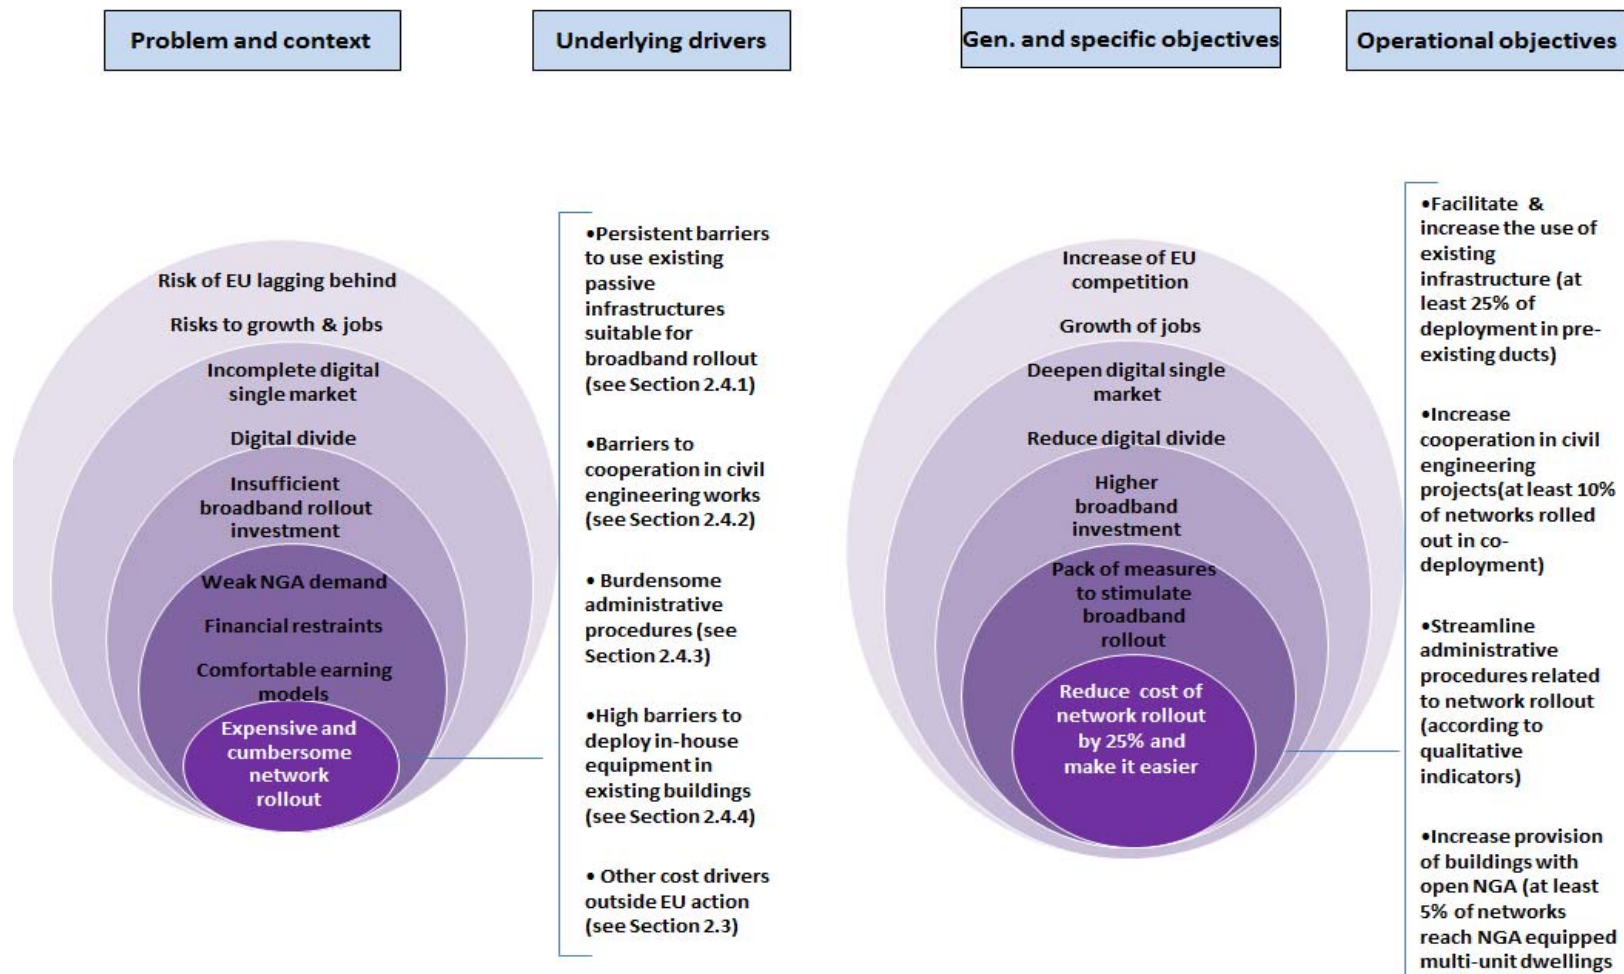 Problem and context
Underlying drivers
Gen. and specific objectives
Operational objectives
Risk of EU lagging behind
Risks to growth & jobs
Incomplete digital
single market
Digital divide
Insufficient
broadband rollout
investment
Weak NGA demand
Financial restraints
Comfortable earning
models
Expensive and
cumbersome
network
rollout
•Persistent barriers
to use existing
passive
infrastructures
suitable for
broadband rollout
(see Section 2.4.1)
•Barriers to
cooperation in civil
engineering works
(see Section 2.4.2)
• Burdensome
administrative
procedures (see
Section 2.4.3)
•High barriers to
deploy in-house
equipment in
existing buildings
(see Section 2.4.4)
• Other cost drivers
outside EU action
(see Section 2.3)
Increase of EU
competition
Growth of jobs
Deepen digital single
market
Reduce digital divide
Higher
broadband
investment
Pack of measures
to stimulate
broadband
rollout
Reduce cost of
network rollout
by 25% and
make it easier
•Facilitate &
increase the use of
existing
infrastructure (at
least 25% of
deployment in pre-
existing ducts)
•Increase
cooperation in civil
engineering
projects(at least 10%
of networks rolled
out in co-
deployment)
•Streamline
administrative
procedures related
to network rollout
(according to
qualitative
indicators)
•Increase provision
of buildings with
open NGA (at least
5% of networks
reach NGA equipped
multi-unit dwellings